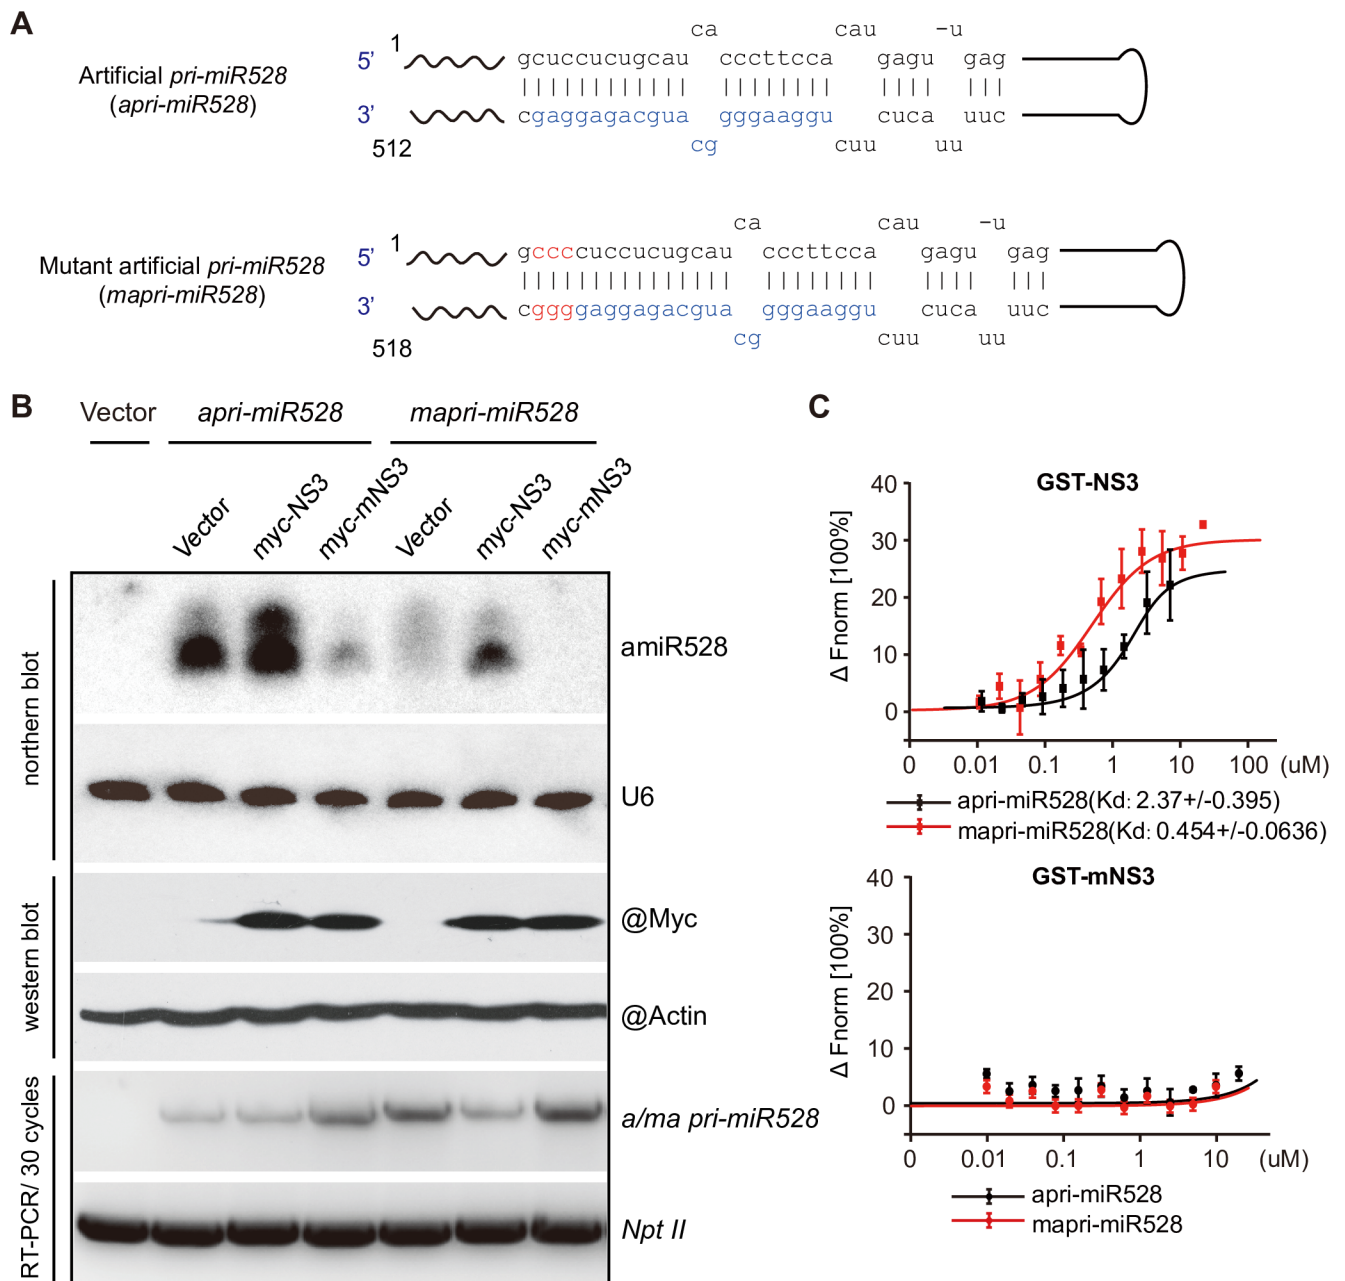 A
Artificial pri-miR528
(apri-miR528)
ca cau -u
1
5’ gcuccucugcau cccttcca gagu gag
3’ cgaggagacgua gggaaggu cuca uuc
512
cg cuu uu
Mutant artificial pri-miR528
(mapri-miR528)
ca cau -u
1
5’ gccccuccucugcau cccttcca gagu gag
3’ cggggaggagacgua gggaaggu cuca uuc
518
cg cuu uu
B
Vector apri-miR528 mapri-miR528
Vector myc-NS3 myc-mNS3 Vector myc-NS3 myc-mNS3
northern blot
amiR528
U6
western blot
@Myc
@Actin
RT-PCR/ 30 cycles
a/ma pri-miR528
Npt II
C
GST-NS3
Δ Fnorm [100%]
40
30
20
10
0
0 0.01 0.1 1 10 100 (uM)
apri-miR528(Kd: 2.37+/-0.395)
mapri-miR528(Kd: 0.454+/-0.0636)
GST-mNS3
Δ Fnorm [100%]
40
30
20
10
0
0 0.01 0.1 1 10 (uM)
apri-miR528
mapri-miR528